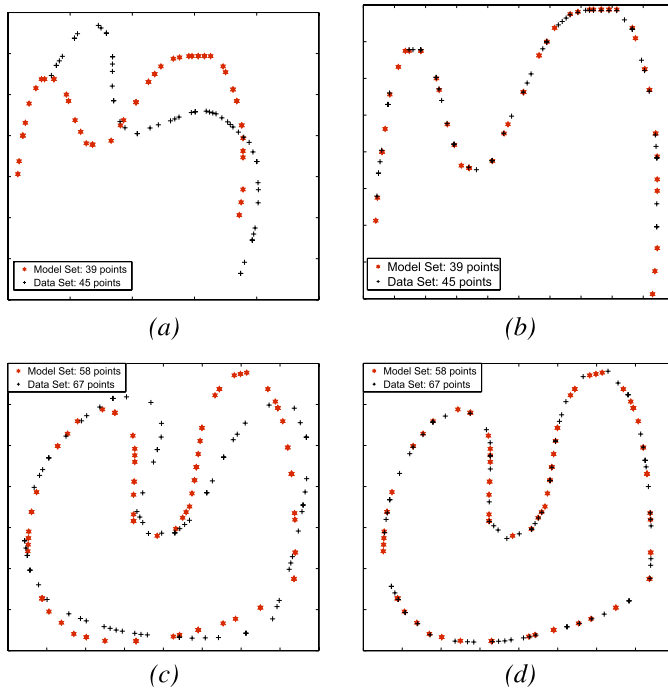 Model Set: 39 points
Data Set: 45 points
(a)
Model Set: 39 points
Data Set: 45 points
(b)
Model Set: 58 points
Data Set: 67 points
(c)
Model Set: 58 points
Data Set: 67 points
(d)